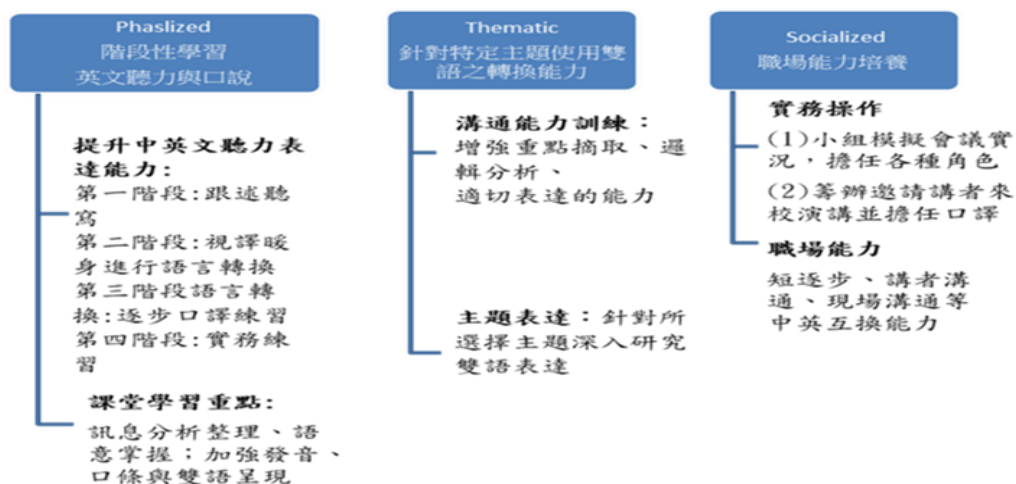 Phaslized
階段性學習
英文聽力與口說
提升中英文聽力表
達能力:
第一階段:跟述聽
寫
第二階段:視譯暖
身進行語言轉換
第三階段語言轉
換:逐步口譯練習
第四階段:實務練
習
課堂學習重點:
訊息分析整理、語
意掌握;加強發音、
口條與雙語呈現
Thematic
針對特定主題使用雙
語之轉換能力
溝通能力訓練:
增強重點摘取、邏
輯分析、
適切表達的能力
主題表達:針對所
選擇主題深入研究
雙語表達
Socialized
職場能力培養
實務操作
(1)小組模擬會議實
況,擔任各種角色
(2)籌辦邀請講者來
校演講並擔任口譯
職場能力
短逐步、講者溝
通、現場溝通等
中英互換能力